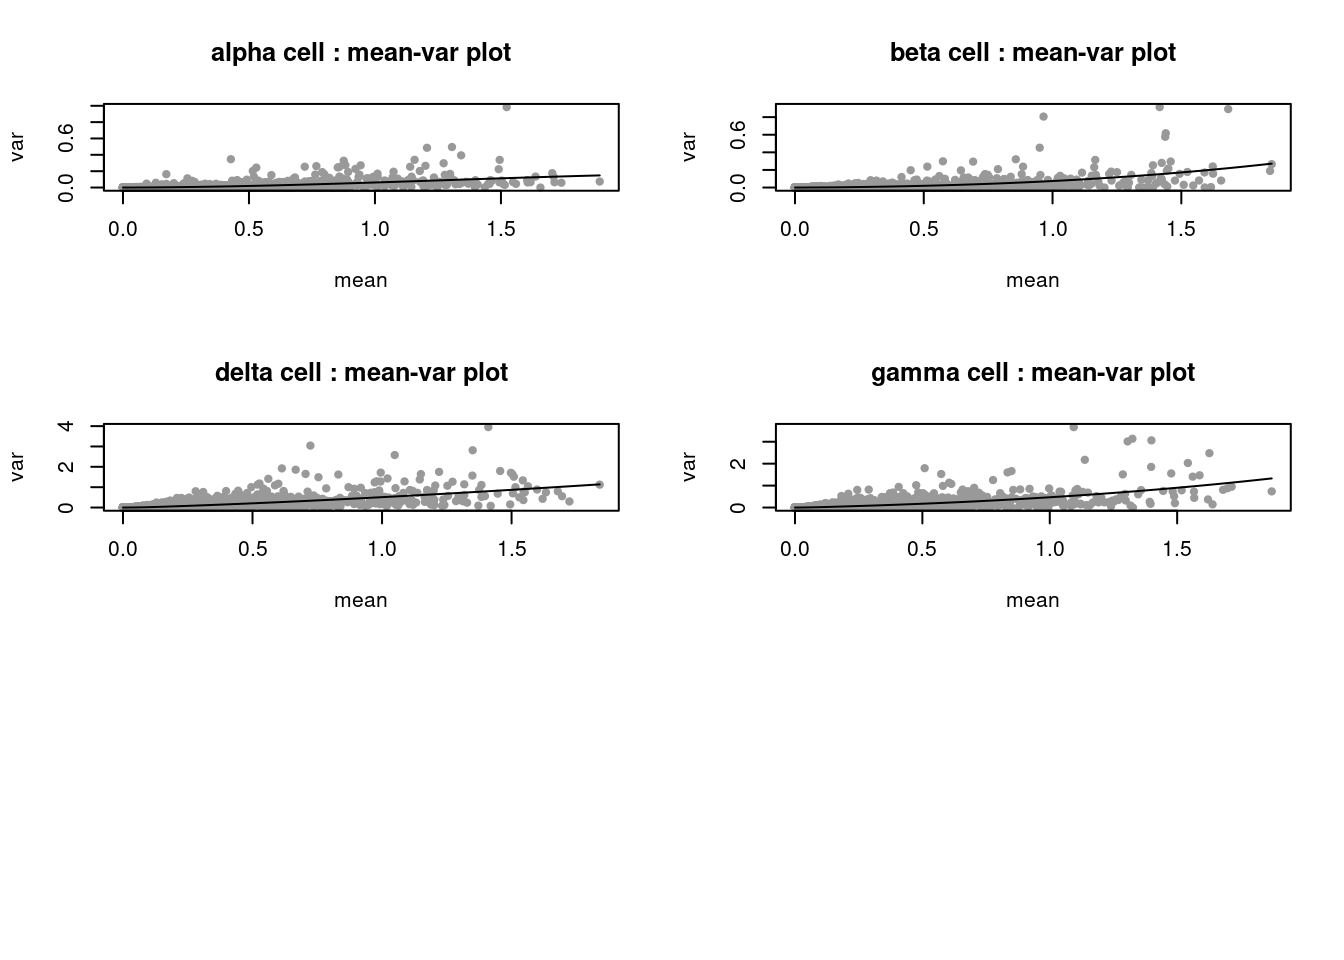 alpha cell : mean-var plot
var
0.0 0.6
0.0 0.5 1.0 1.5
mean
beta cell : mean-var plot
var
0.0 0.6
0.0 0.5 1.0 1.5
mean
delta cell : mean-var plot
var
0 2 4
0.0 0.5 1.0 1.5
mean
gamma cell : mean-var plot
var
0 2
0.0 0.5 1.0 1.5
mean